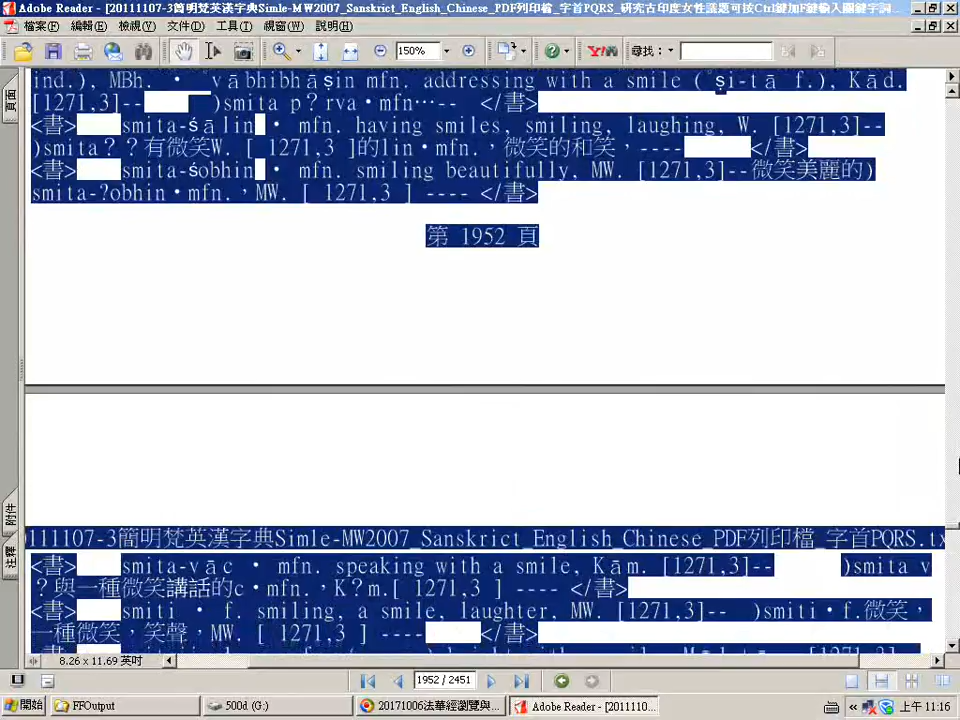 Adobe Reader - [20111107-3簡明梵英漢字典Simle-MW2007_Sanskrict_English_Chinese_PDF列印檔_字首PQRS_研究古印度女性議題可按Ctrl鍵加F鍵輸入關鍵字詞
檔案(F) 編輯(E) 檢視(V) 文件(D) 工具(T) 視窗(W) 說明(H)
150% 尋找：
頁面
ind.), MBh. · vābhibhāṣin mfn. addressing with a smile ( ṣi-tā f.), Kād.
[1271,3]-- )smita p？rva·mfn…-- </書>
<書> smita-śālin · mfn. having smiles, smiling, laughing, W. [1271,3]--
)smita？？有微笑W. [ 1271,3 ]的lin·mfn.，微笑的和笑，---- </書>
<書> smita-śobhin · mfn. smiling beautifully, MW. [1271,3]--微笑美麗的)
smita-?obhin·mfn.，MW. [ 1271,3 ] ---- </書>
第 1952 頁
附件
註釋
111107-3簡明梵英漢字典Simle-MW2007_Sanskrict_English_Chinese_PDF列印檔_字首PQRS.tx
<書> smita-vāc · mfn. speaking with a smile, Kām. [1271,3]-- )smita v
？與一種微笑講話的c·mfn.，K？m.[ 1271,3 ] ---- </書>
<書> smiti · f. smiling, a smile, laughter, MW. [1271,3]-- )smiti·f.微笑，
一種微笑，笑聲，MW. [ 1271,3 ] ---- </書>
8.26 x 11.69 英吋
1952 / 2451
開始 FFOutput 500d (G:) 20171006法華經瀏覽與... Adobe Reader - [2011110... 上午 11:16